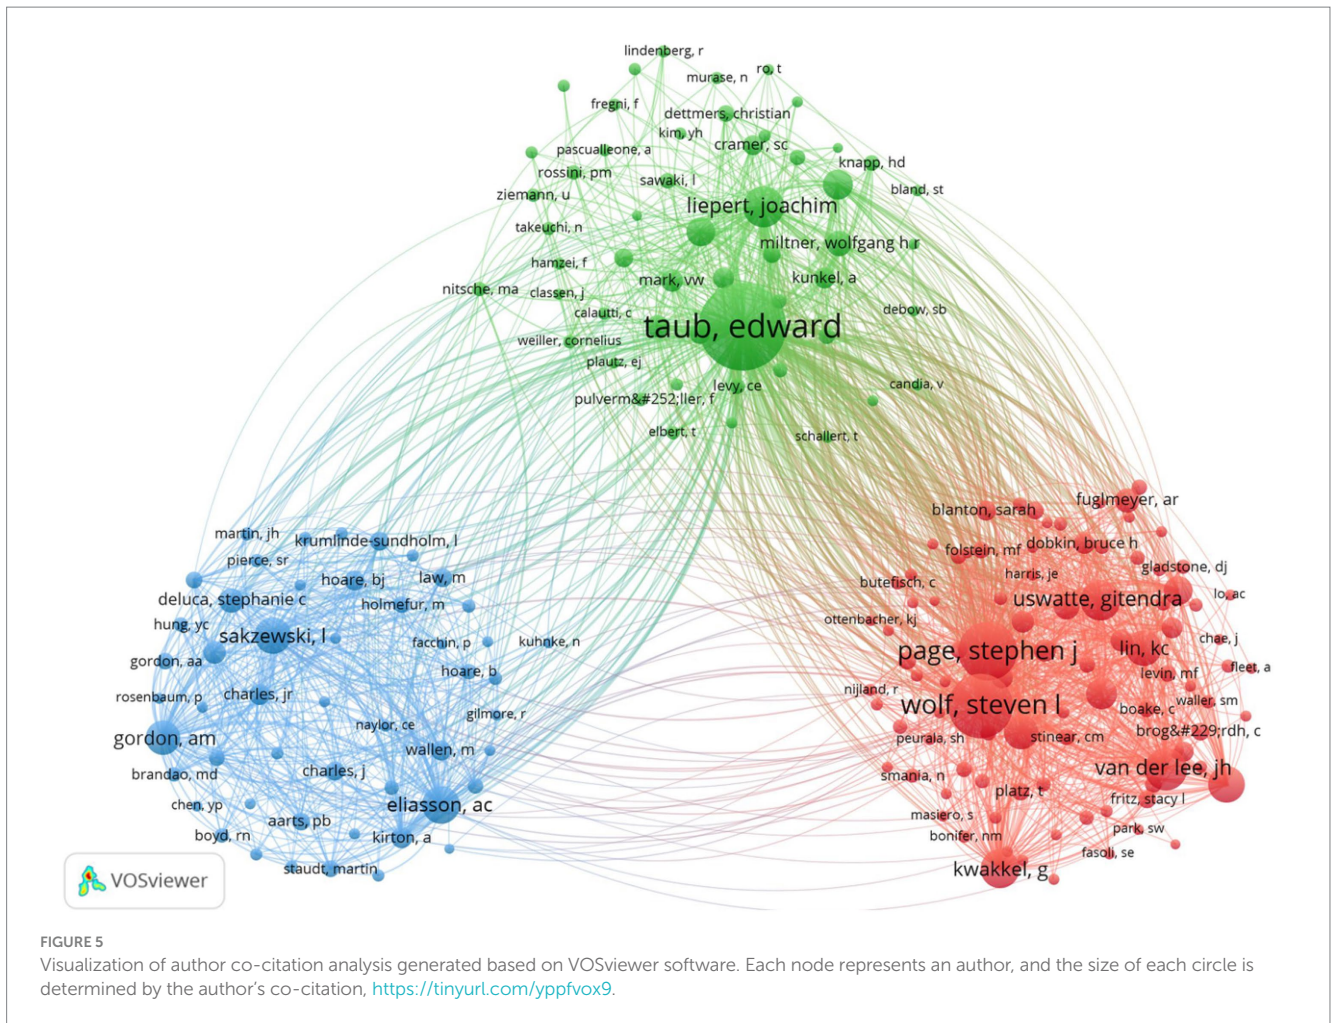 lindenberg, r
ro, t
murase, n
fregni, f
dettmers, christian
kim, yh
cramer, sc
pascualleone, a
knapp, hd
rossini, pm
sawaki, l
bland, st
ziemann, u
liepert, joachim
takeuchi, n
miltner, wolfgang h r
hamzei, f
mark, vw
kunkel, a
nitsche, ma
classen, j
calautti, c
debow, sb
taub, edward
weiller, cornelius
plautz, ej
levy, ce
candia, v
pulverm&#252;ller, f
elbert, t
schallert, t
martin, jh
krumlinde-sundholm, l
pierce, sr
hoare, bj
law, m
deluca, stephanie c
holmefur, m
hung, yc
sakzewski, l
facchin, p
kuhnke, n
gordon, aa
hoare, b
rosenbaum, p
charles, jr
gilmore, r
naylor, ce
gordon, am
wallen, m
brandao, md
charles, j
chen, yp
eliasson, ac
aarts, pb
boyd, rn
kirton, a
staudt, martin
fuglmeyer, ar
blanton, sarah
folstein, mf
dobkin, bruce h
gladstone, dj
butefisch, c
harris, je
lo, ac
uswatte, gitendra
ottenbacher, kj
chae, j
page, stephen j
lin, kc
fleet, a
levin, mf
nijland, r
waller, sm
wolf, steven l
boake, c
brog&#229;rdh, c
peurala, sh
stinear, cm
van der lee, jh
smania, n
platz, t
fritz, stacy l
masiero, s
park, sw
bonifer, nm
fasoli, se
kwakkel, g
VOSviewer
FIGURE 5
Visualization of author co-citation analysis generated based on VOSviewer software. Each node represents an author, and the size of each circle is
determined by the author's co-citation, https://tinyurl.com/yppfvox9.